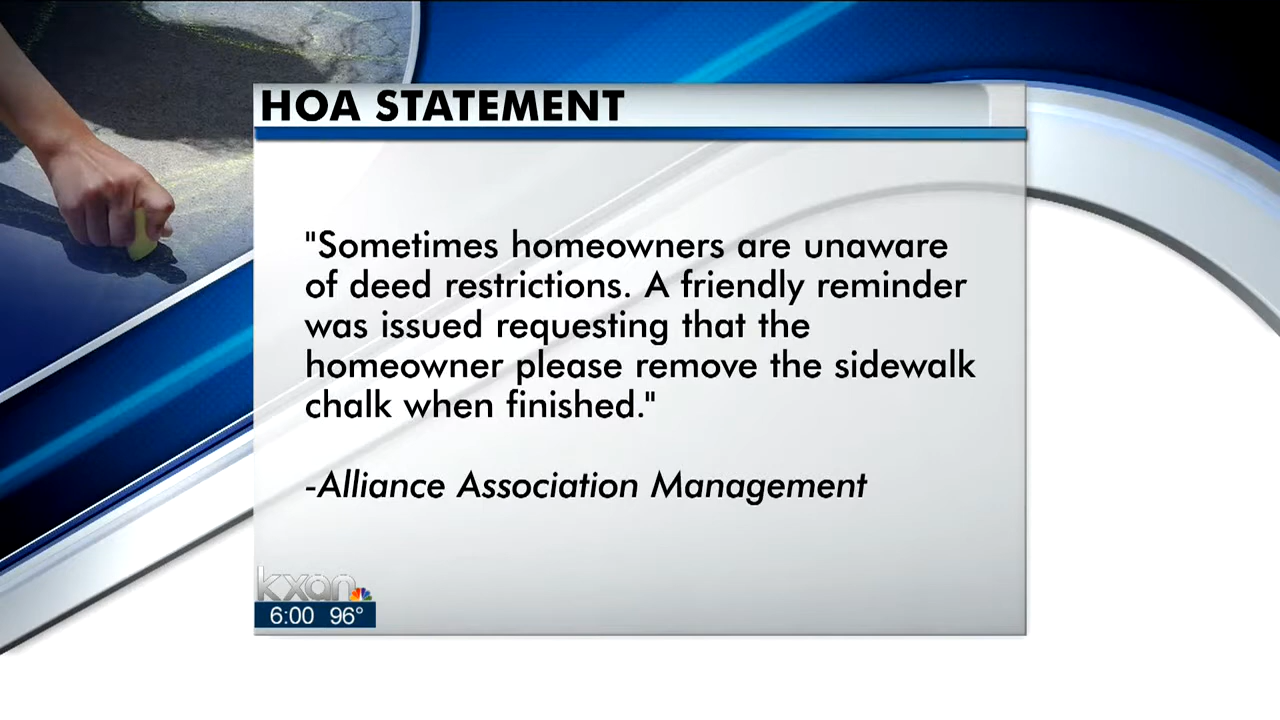 HOA STATEMENT
"Sometimes homeowners are unaware
of deed restrictions. A friendly reminder
was issued requesting that the
homeowner please remove the sidewalk
chalk when finished."
-Alliance Association Management
kxan
6:00 96°